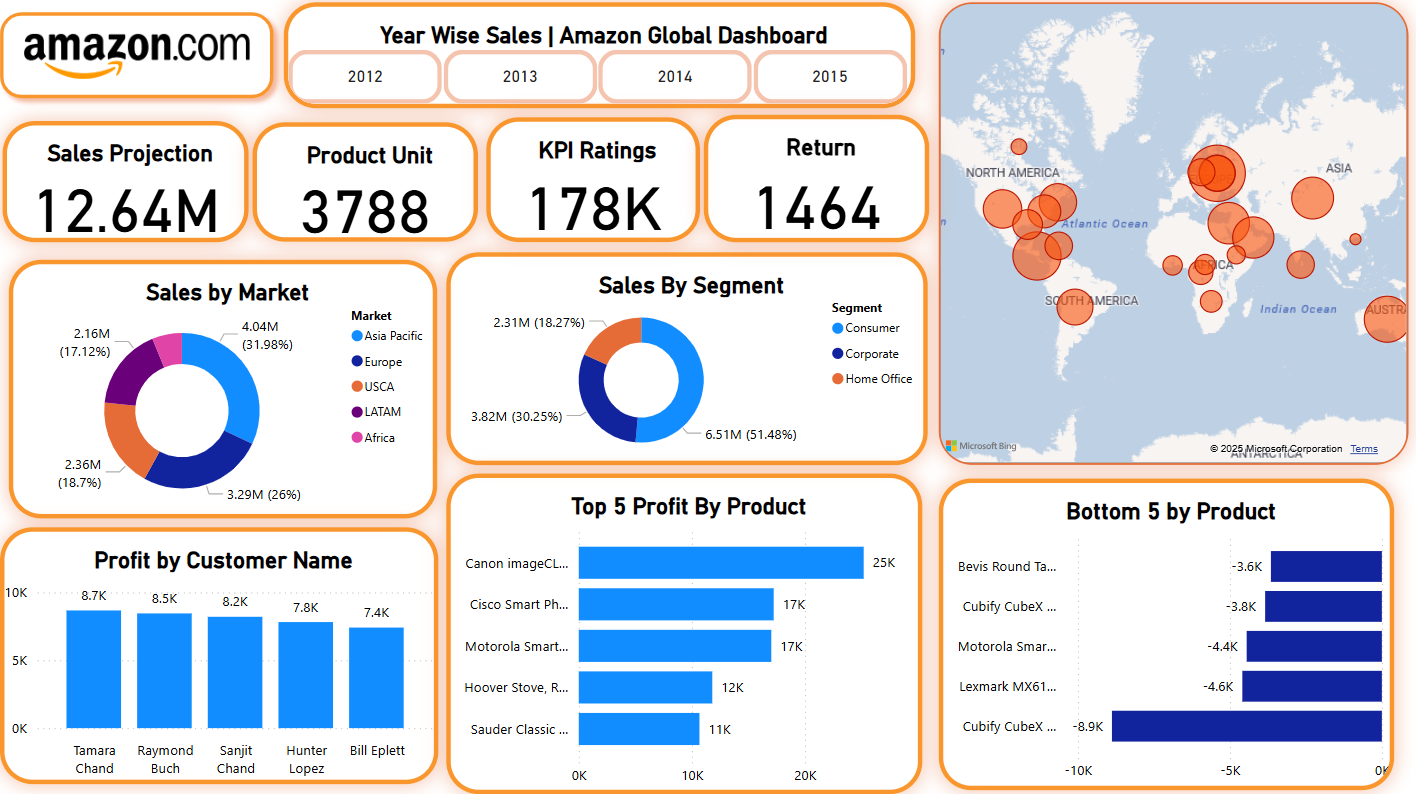 amazon.com
Year Wise Sales | Amazon Global Dashboard
2012
2013
2014
2015
Sales Projection
12.64M
Product Unit
3788
KPI Ratings
178K
Return
1464
NORTH AMERICA
ASIA
Atlantic Ocean
AFRICA
SOUTH AMERICA
Indian Ocean
AUSTRA
Microsoft Bing
© 2025 Microsoft Corporation Terms
ANTARCTICA
Sales by Market
2.16M
(17.12%)
4.04M
(31.98%)
2.36M
(18.7%)
3.29M (26%)
Market
Asia Pacific
Europe
USCA
LATAM
Africa
Sales By Segment
2.31M (18.27%)
3.82M (30.25%)
6.51M (51.48%)
Segment
Consumer
Corporate
Home Office
Profit by Customer Name
10K
5K
0K
8.7K
8.5K
8.2K
7.8K
7.4K
Tamara
Chand
Raymond
Buch
Sanjit
Chand
Hunter
Lopez
Bill Eplett
Top 5 Profit By Product
Canon imageCL...
25K
Cisco Smart Ph...
17K
Motorola Smart...
17K
Hoover Stove, R...
12K
Sauder Classic ...
11K
0K
10K
20K
Bottom 5 by Product
Bevis Round Ta...
-3.6K
Cubify CubeX ...
-3.8K
Motorola Smar...
-4.4K
Lexmark MX61...
-4.6K
Cubify CubeX ...
-8.9K
-10K
-5K
0K